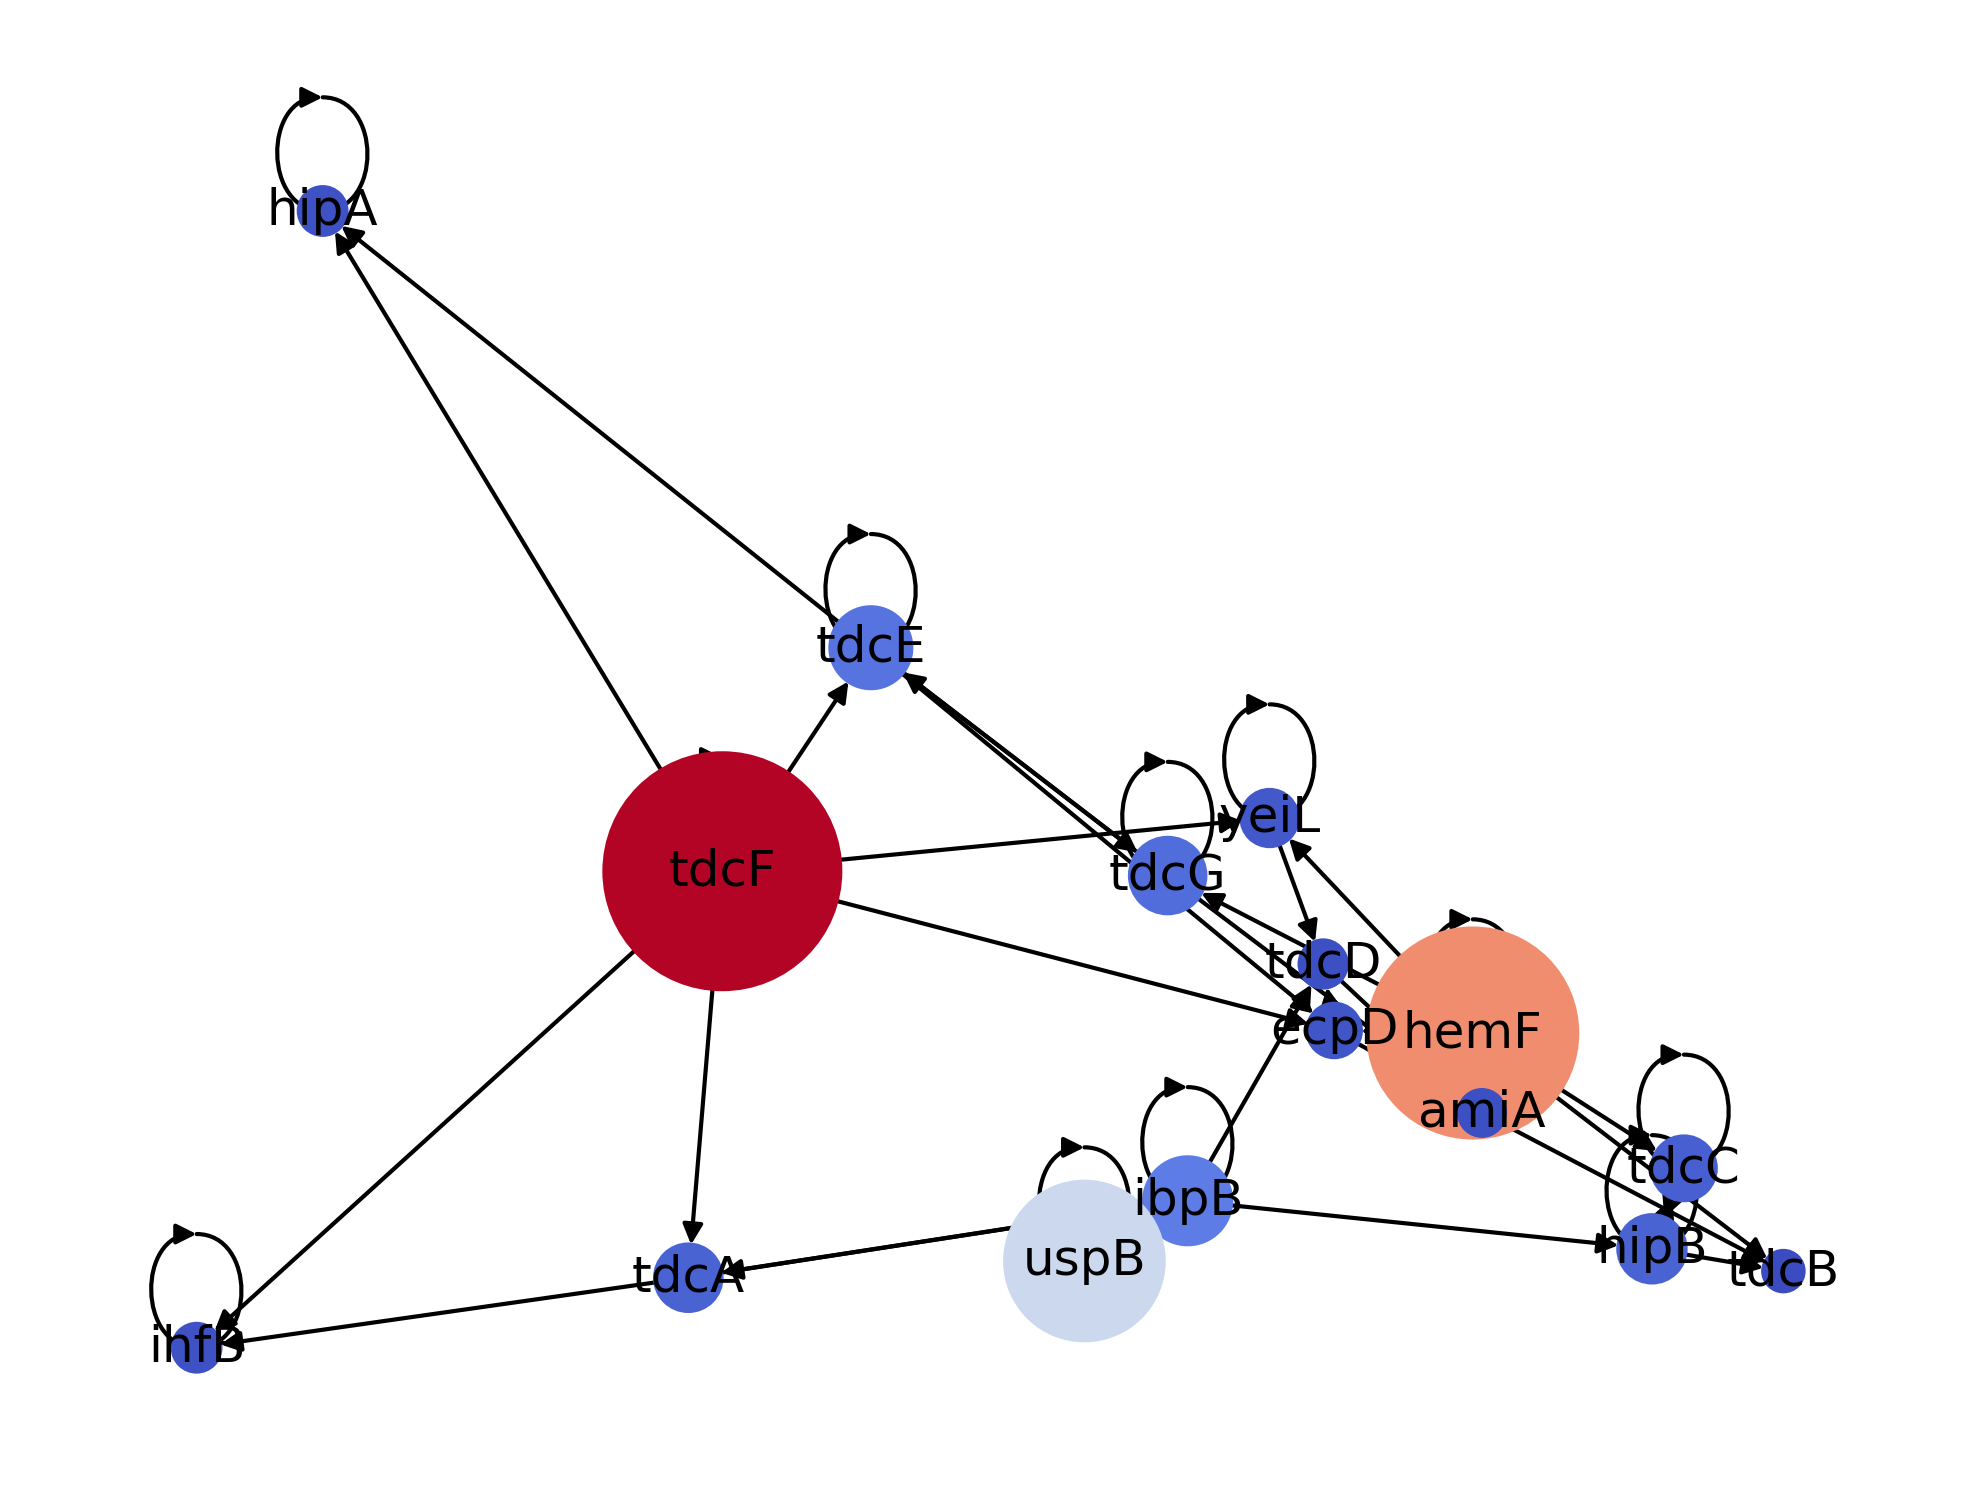 hipA
tdcE
yeiL
tdcF
tdcG
tdcD
ecpD
hemF
amiA
tdcC
ibpB
hipB
uspB
tdcA
tdcB
ihfB